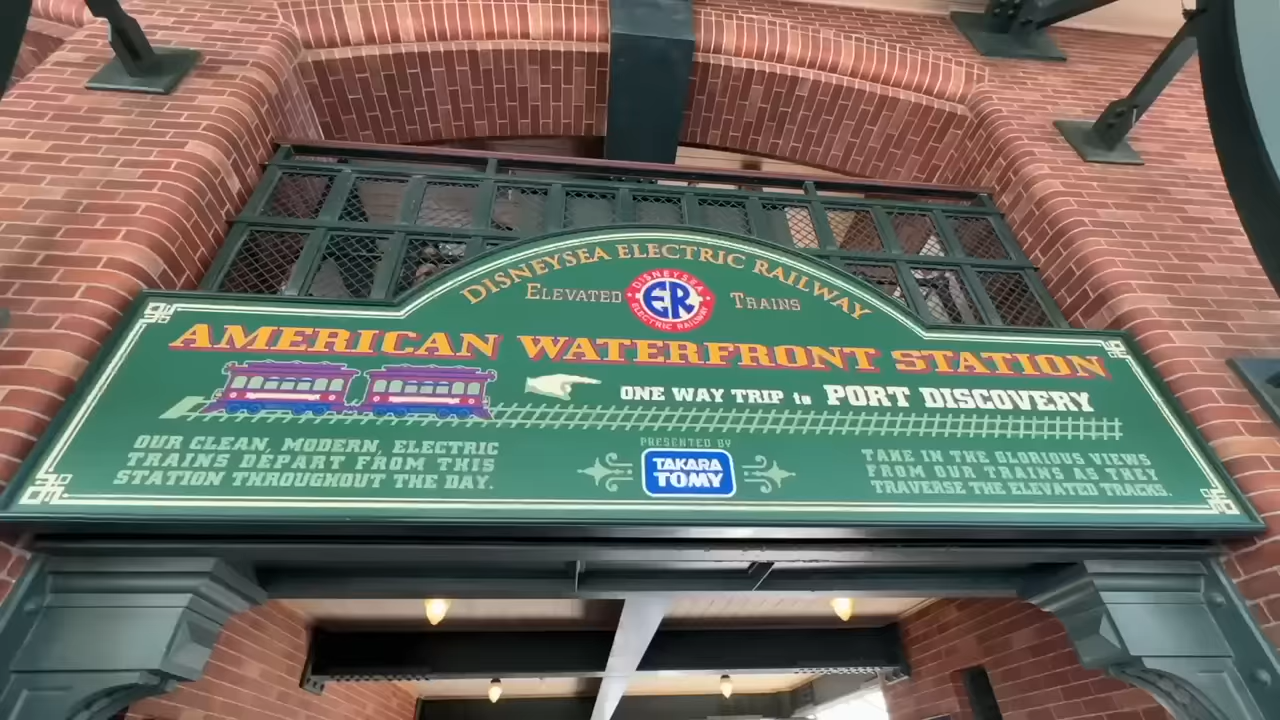 DISNEYSEA ELECTRIC RAILWAY
ELEVATED TRAINS
DISNEYSEA
ER
ELECTRIC RAILWAY
AMERICAN WATERFRONT STATION
ONE WAY TRIP to PORT DISCOVERY
OUR CLEAN, MODERN, ELECTRIC
TRAINS DEPART FROM THIS
STATION THROUGHOUT THE DAY.
PRESENTED BY
TAKARA
TOMY
TAKE IN THE GLORIOUS VIEWS
FROM OUR TRAINS AS THEY
TRAVERSE THE ELEVATED TRACKS.